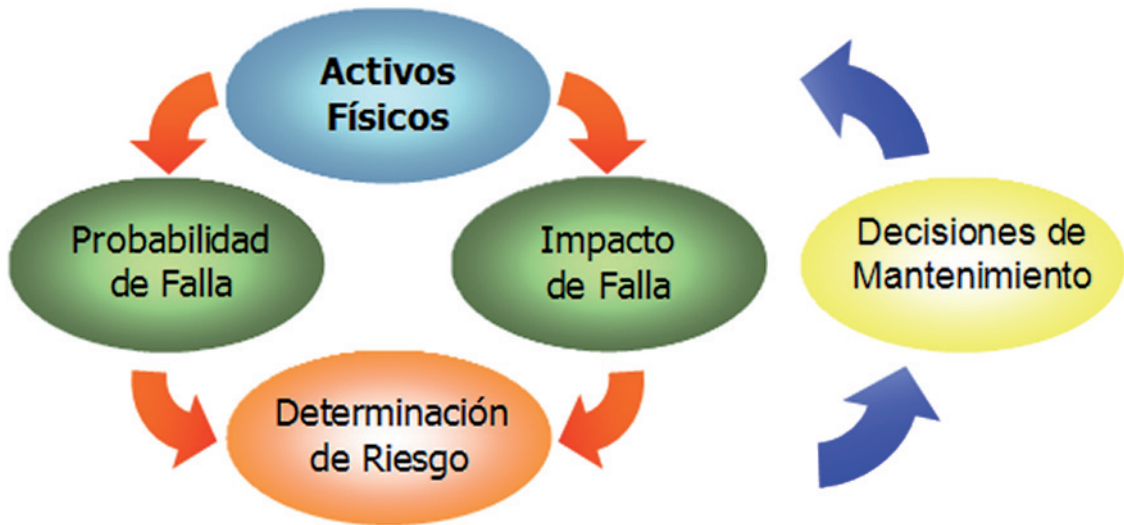 Activos
Físicos
Probabilidad
de Falla
Impacto
de Falla
Decisiones de
Mantenimiento
Determinación
de Riesgo